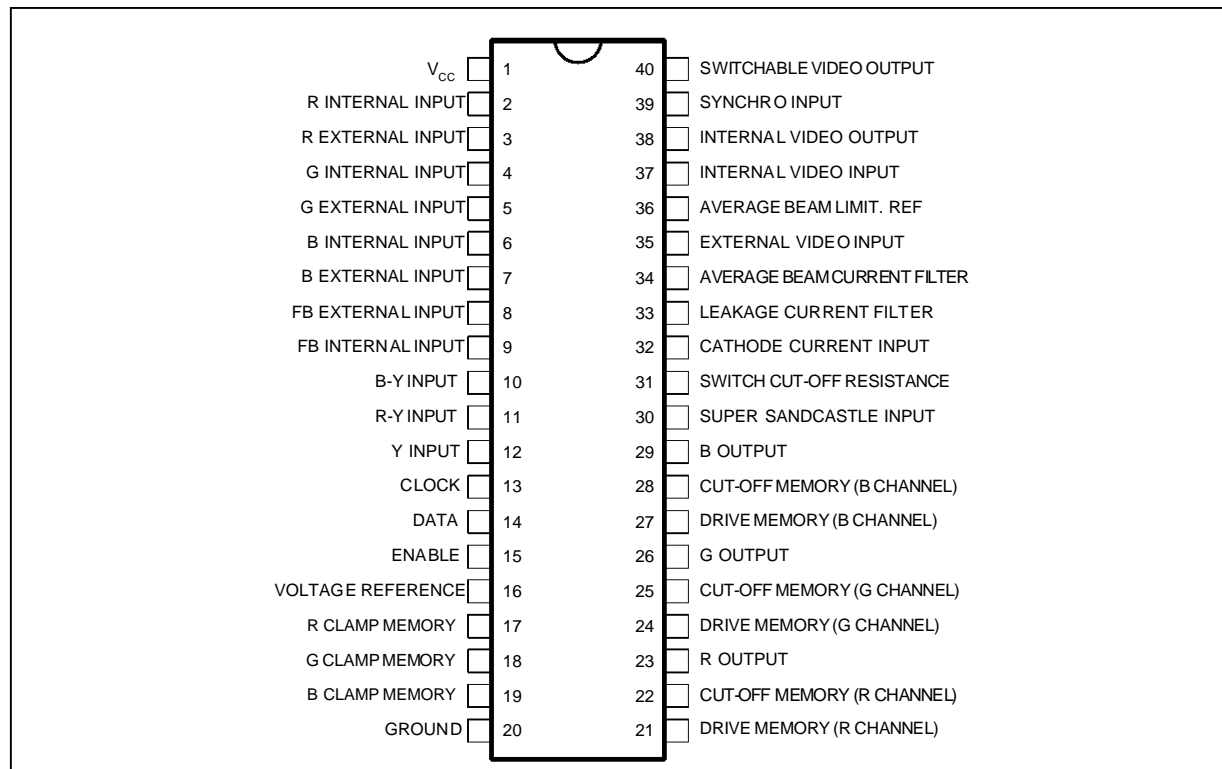 V_CC 1 40 SWITCHABLE VIDEO OUTPUT
R INTERNAL INPUT 2 39 SYNCHRO INPUT
R EXTERNAL INPUT 3 38 INTERNAL VIDEO OUTPUT
G INTERNAL INPUT 4 37 INTERNAL VIDEO INPUT
G EXTERNAL INPUT 5 36 AVERAGE BEAM LIMIT. REF
B INTERNAL INPUT 6 35 EXTERNAL VIDEO INPUT
B EXTERNAL INPUT 7 34 AVERAGE BEAM CURRENT FILTER
FB EXTERNAL INPUT 8 33 LEAKAGE CURRENT FILTER
FB INTERNAL INPUT 9 32 CATHODE CURRENT INPUT
B-Y INPUT 10 31 SWITCH CUT-OFF RESISTANCE
R-Y INPUT 11 30 SUPER SANDCASTLE INPUT
Y INPUT 12 29 B OUTPUT
CLOCK 13 28 CUT-OFF MEMORY (B CHANNEL)
DATA 14 27 DRIVE MEMORY (B CHANNEL)
ENABLE 15 26 G OUTPUT
VOLTAGE REFERENCE 16 25 CUT-OFF MEMORY (G CHANNEL)
R CLAMP MEMORY 17 24 DRIVE MEMORY (G CHANNEL)
G CLAMP MEMORY 18 23 R OUTPUT
B CLAMP MEMORY 19 22 CUT-OFF MEMORY (R CHANNEL)
GROUND 20 21 DRIVE MEMORY (R CHANNEL)